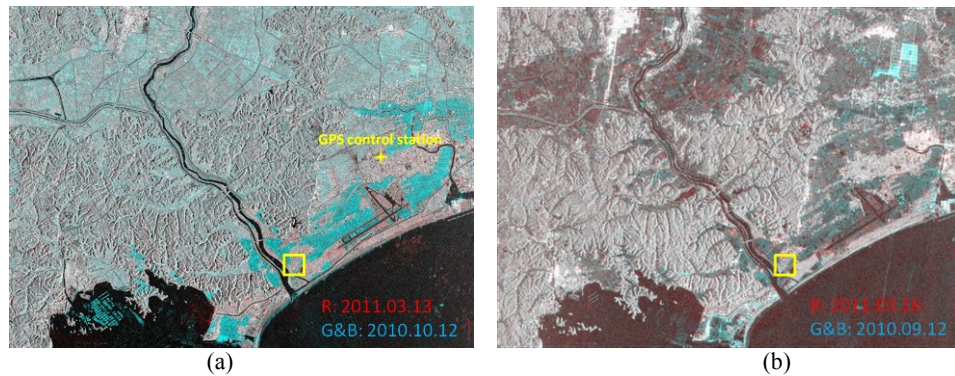 GPS control station
R: 2011.03.13
G&B: 2010.10.12
R: 2011.03.16
G&B: 2010.09.12
(a)
(b)